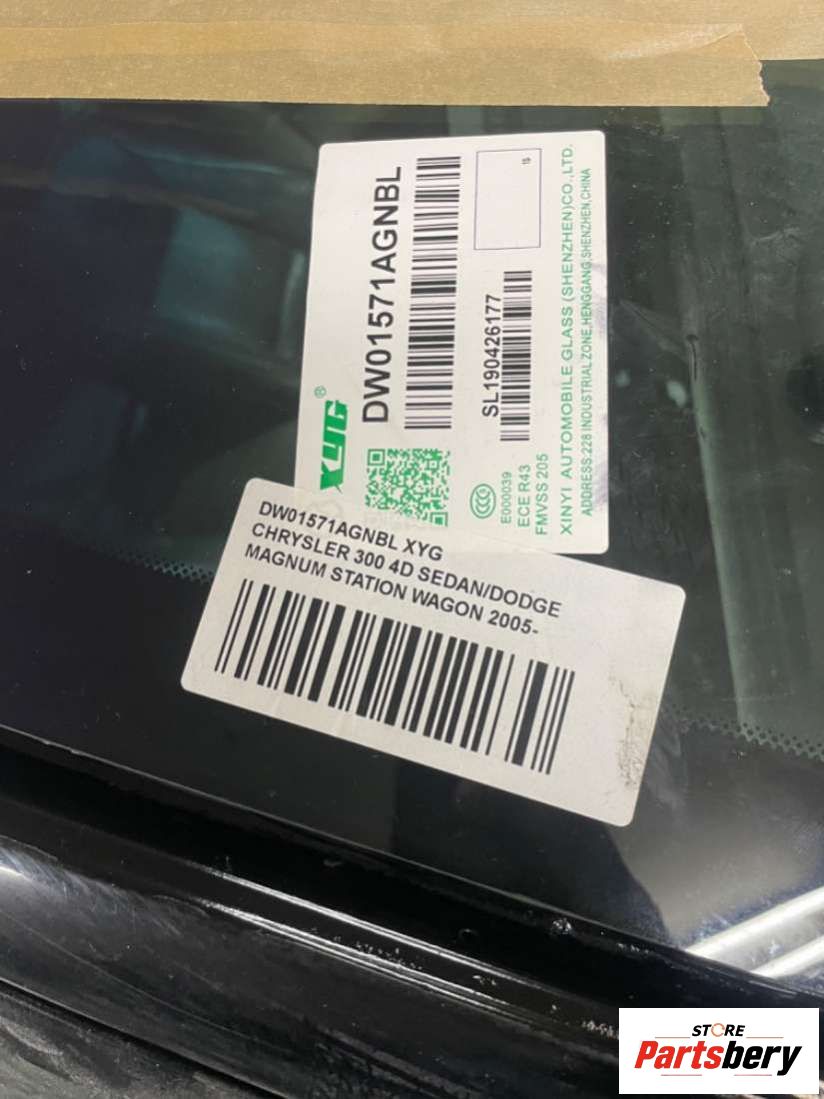 XYG®
DW01571AGNBL
SL190426177
15
E000039
ECE R43
FMVSS 205
XINYI AUTOMOBILE GLASS (SHENZHEN)CO.,LTD.
ADDRESS:228 INDUSTRIAL ZONE,HENGGANG,SHENZHEN,CHINA
DW01571AGNBL XYG
CHRYSLER 300 4D SEDAN/DODGE
MAGNUM STATION WAGON 2005-
STORE
Partsbery